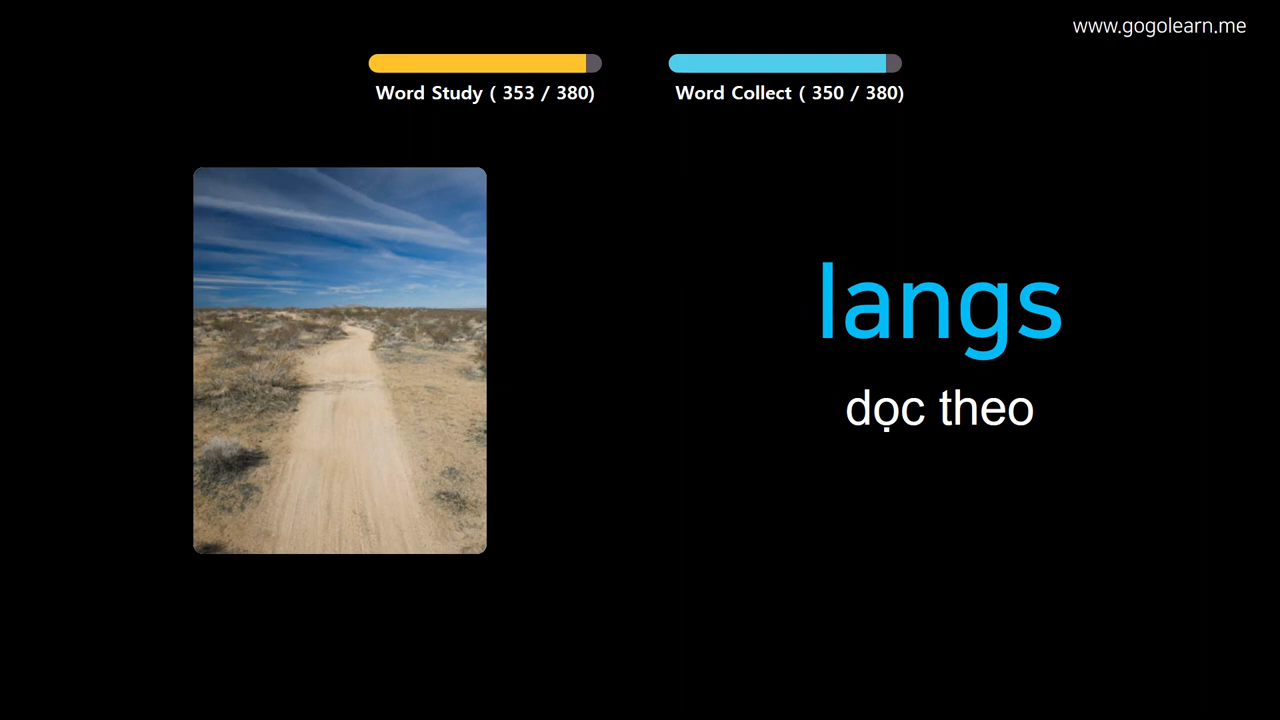 www.gogolearn.me
Word Study ( 353 / 380)
Word Collect ( 350 / 380)
langs
dọc theo